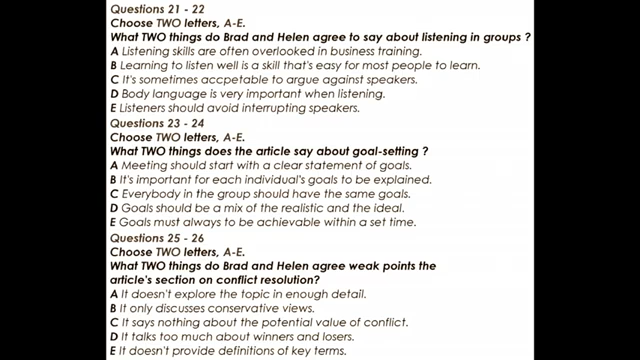 Questions 21 - 22
Choose TWO letters, A-E.
What TWO things do Brad and Helen agree to say about listening in groups ?
A Listening skills are often overlooked in business training.
B Learning to listen well is a skill that's easy for most people to learn.
C It's sometimes accpetable to argue against speakers.
D Body language is very important when listening.
E Listeners should avoid interrupting speakers.
Questions 23 - 24
Choose TWO letters, A-E.
What TWO things does the article say about goal-setting ?
A Meeting should start with a clear statement of goals.
B It's important for each individual's goals to be explained.
C Everybody in the group should have the same goals.
D Goals should be a mix of the realistic and the ideal.
E Goals must always to be achievable within a set time.
Questions 25 - 26
Choose TWO letters, A-E.
What TWO things do Brad and Helen agree weak points the
article's section on conflict resolution?
A It doesn't explore the topic in enough detail.
B It only discusses conservative views.
C It says nothing about the potential value of conflict.
D It talks too much about winners and losers.
E It doesn't provide definitions of key terms.